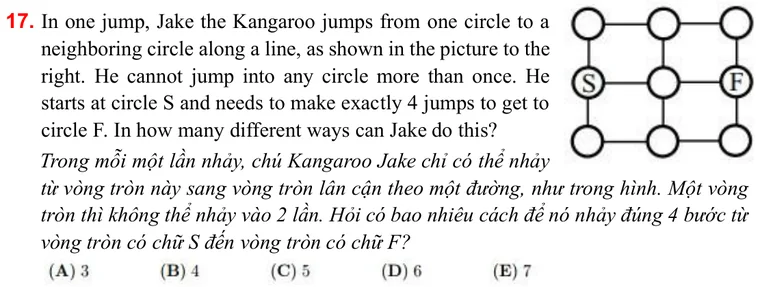 17. In one jump, Jake the Kangaroo jumps from one circle to a
neighboring circle along a line, as shown in the picture to the
right. He cannot jump into any circle more than once. He
starts at circle S and needs to make exactly 4 jumps to get to
circle F. In how many different ways can Jake do this?
S F
Trong mỗi một lần nhảy, chú Kangaroo Jake chỉ có thể nhảy
từ vòng tròn này sang vòng tròn lân cận theo một đường, như trong hình. Một vòng
tròn thì không thể nhảy vào 2 lần. Hỏi có bao nhiêu cách để nó nhảy đúng 4 bước từ
vòng tròn có chữ S đến vòng tròn có chữ F?
(A) 3 (B) 4 (C) 5 (D) 6 (E) 7